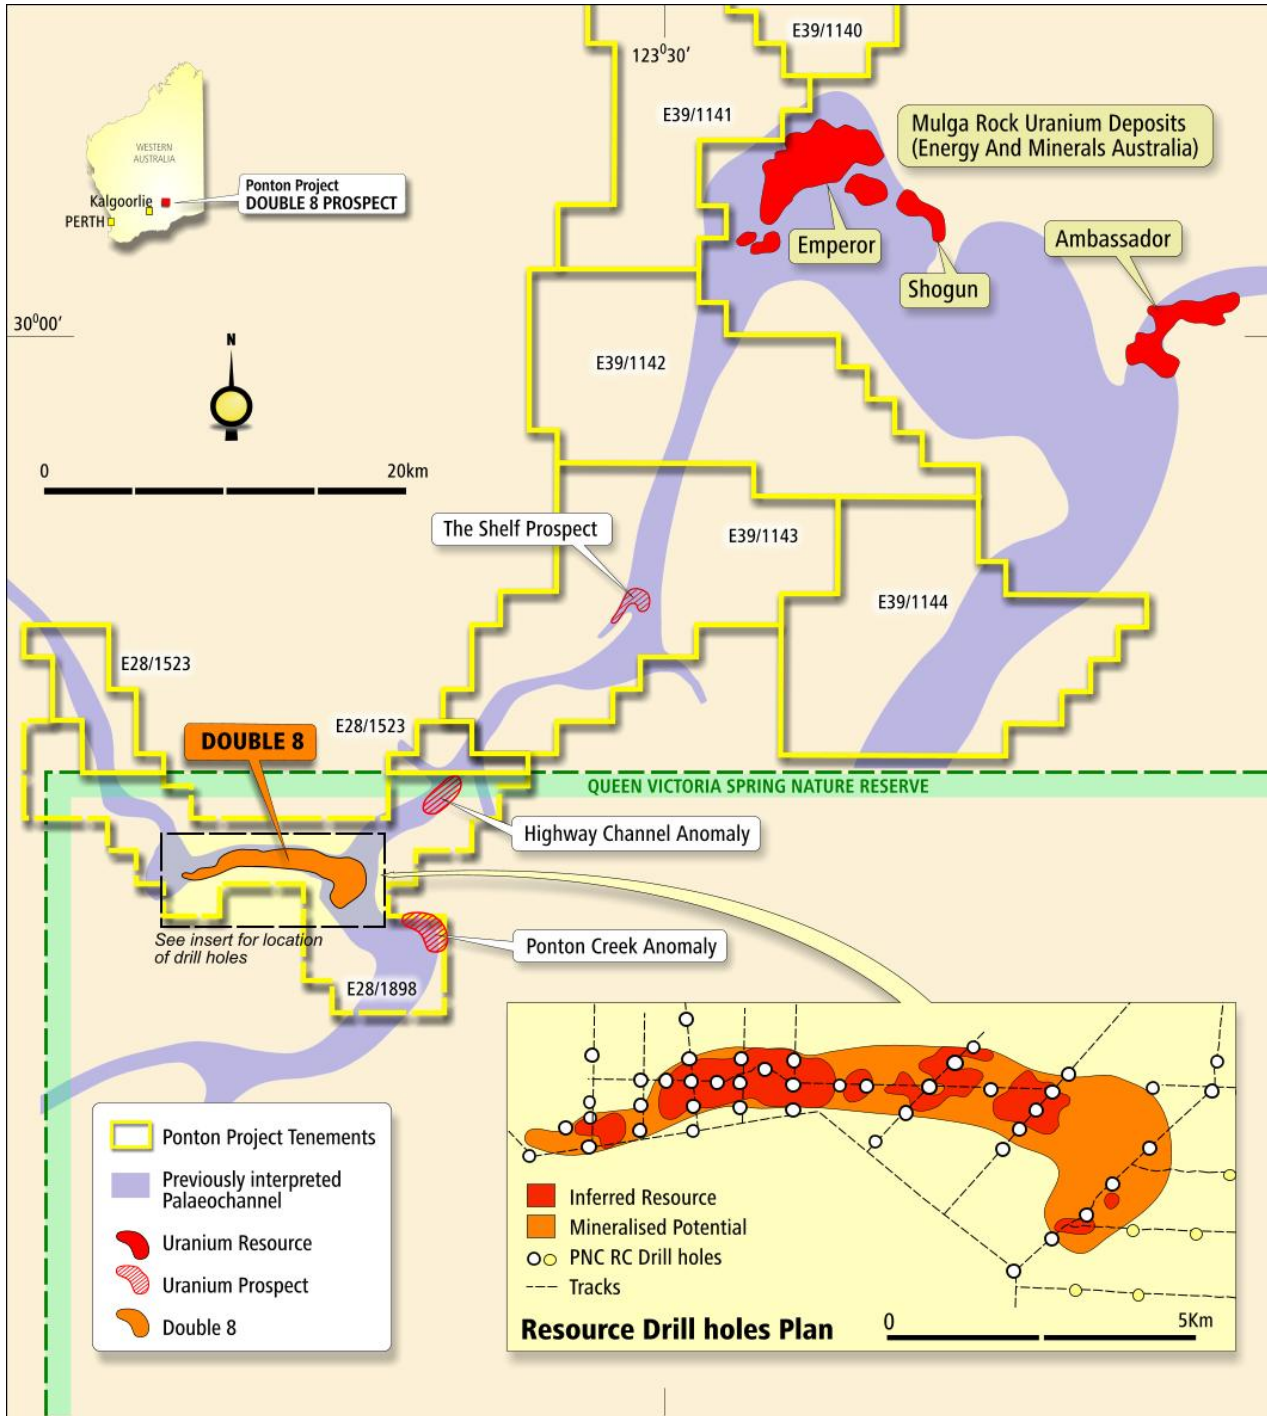 E39/1140
123⁰30’
E39/1141
Mulga Rock Uranium Deposits
(Energy And Minerals Australia)
WESTERN
AUSTRALIA
Kalgoorlie
PERTH
Ponton Project
DOUBLE 8 PROSPECT
Emperor
Shogun
Ambassador
30⁰00’
N
E39/1142
0
20km
The Shelf Prospect
E39/1143
E39/1144
E28/1523
E28/1523
DOUBLE 8
QUEEN VICTORIA SPRING NATURE RESERVE
Highway Channel Anomaly
See insert for location
of drill holes
Ponton Creek Anomaly
E28/1898
Ponton Project Tenements
Previously interpreted
Palaeochannel
Uranium Resource
Uranium Prospect
Double 8
Inferred Resource
Mineralised Potential
PNC RC Drill holes
Tracks
Resource Drill holes Plan
0
5Km